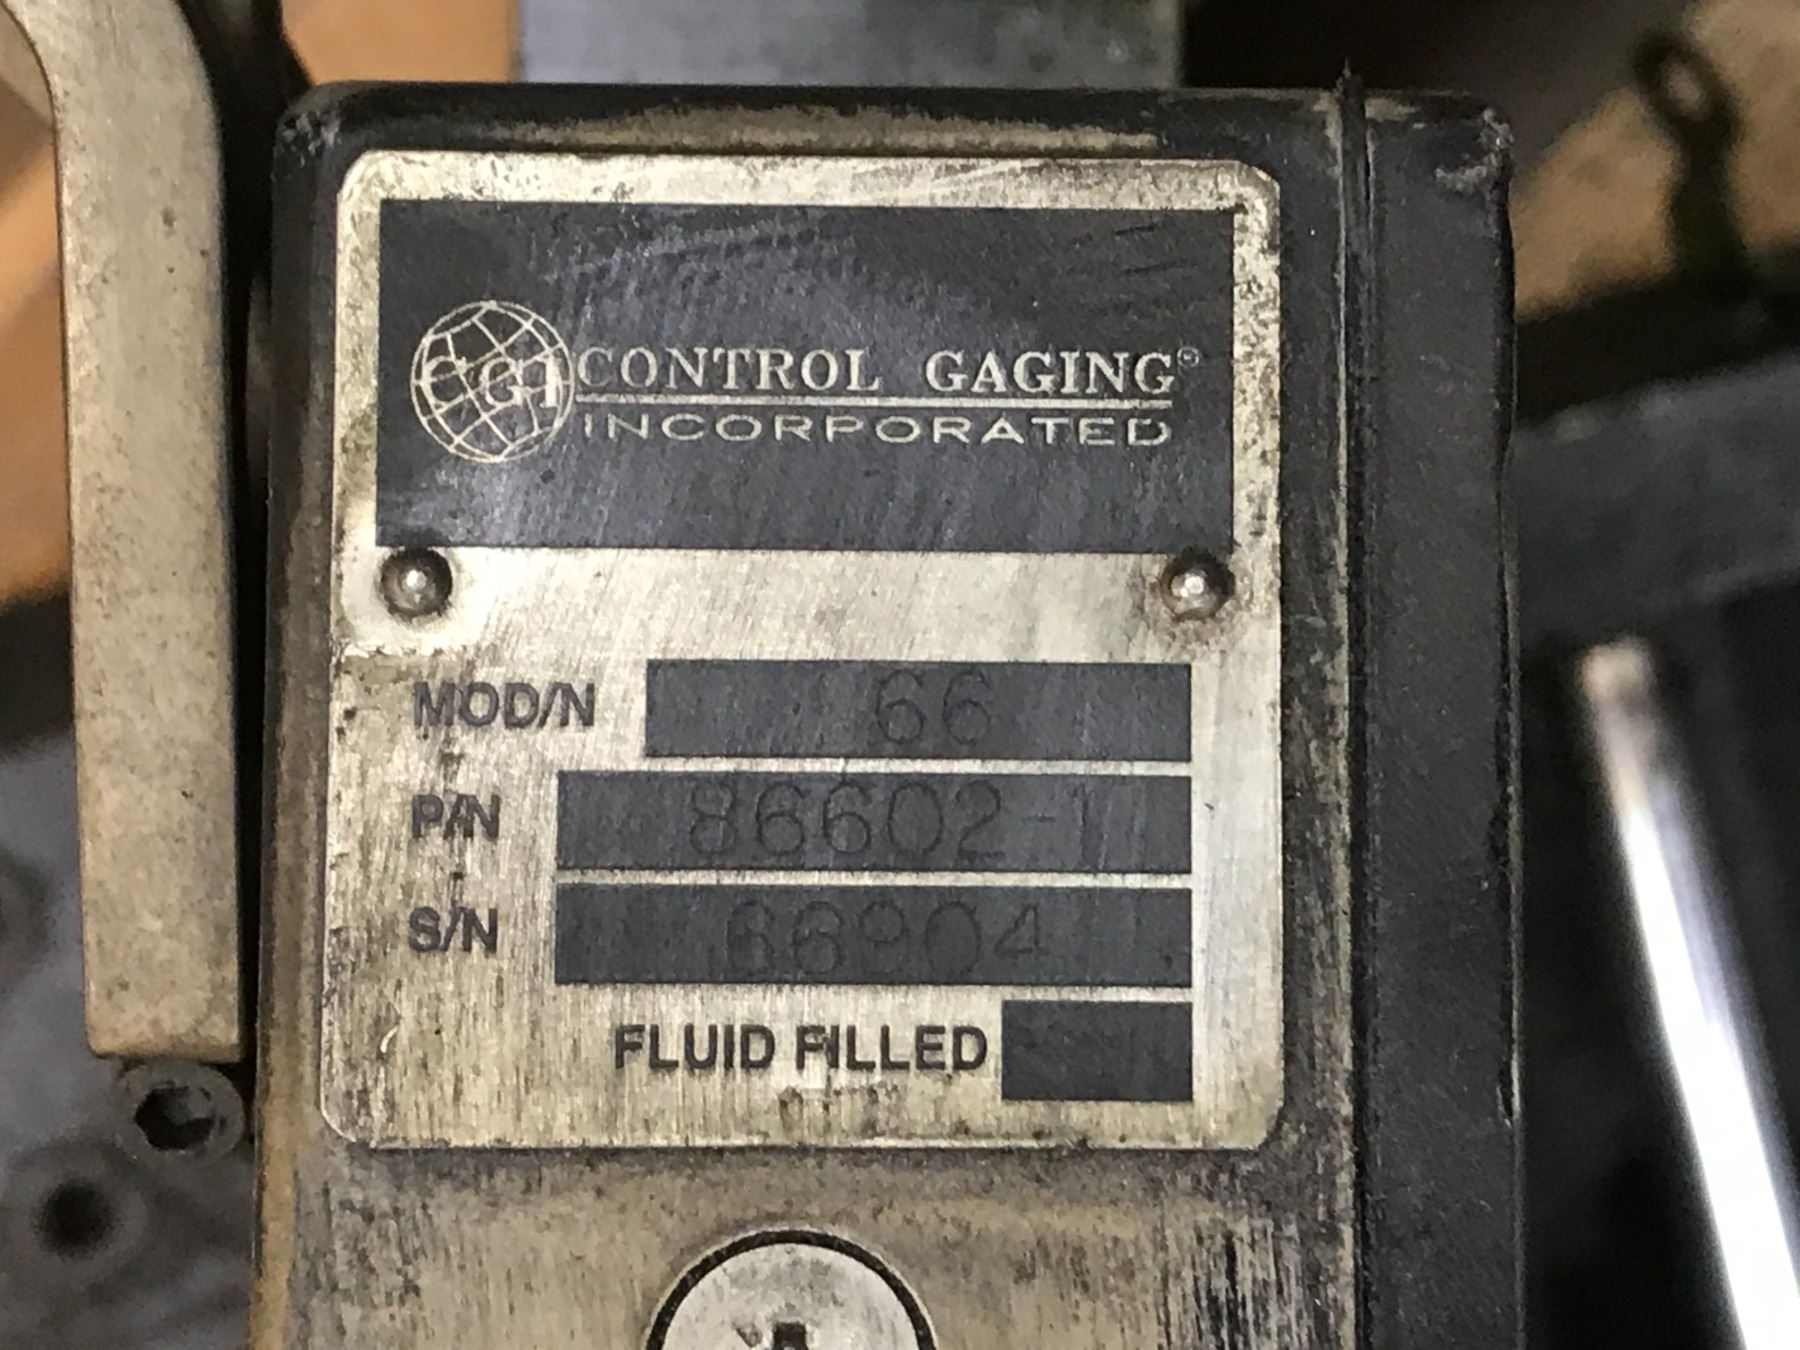 CGI CONTROL GAGING®
INCORPORATED
MOD/N 66
P/N 86602-1
S/N 66904
FLUID FILLED